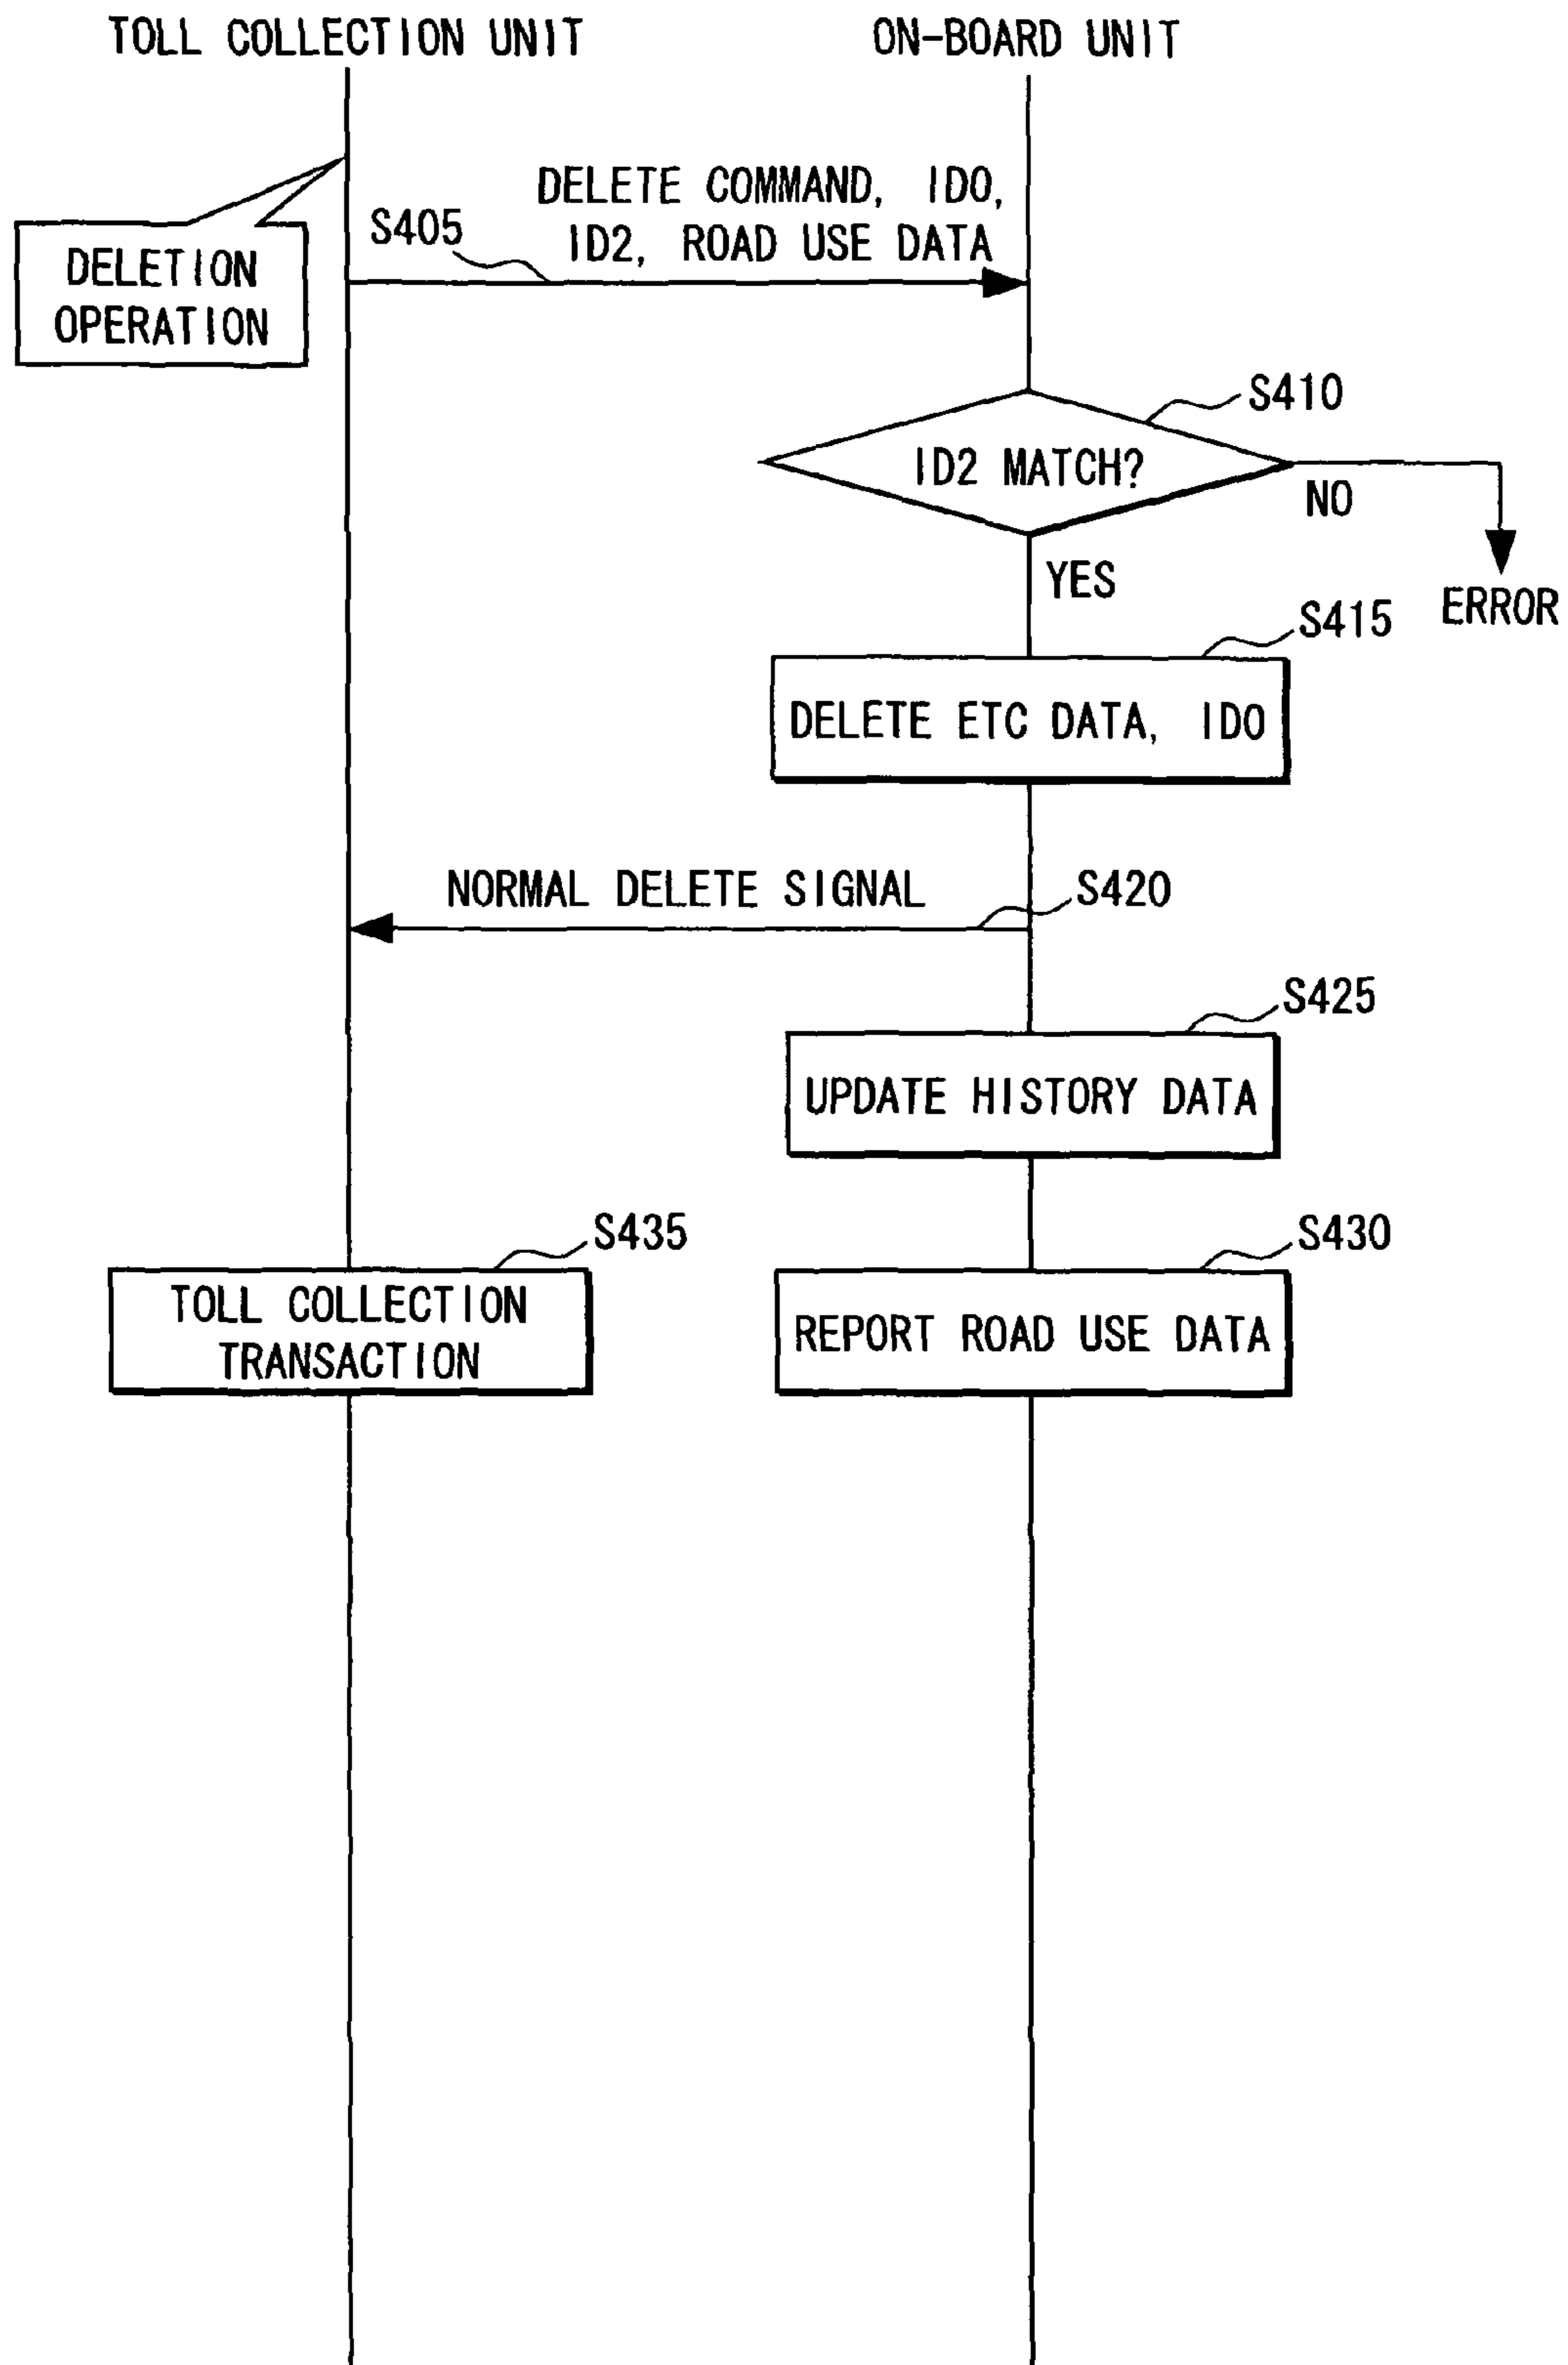 TOLL COLLECTION UNIT
ON-BOARD UNIT
DELETE COMMAND, ID0,
ID2, ROAD USE DATA
S405
DELETION
OPERATION
S410
ID2 MATCH?
NO
YES
ERROR
S415
DELETE ETC DATA, ID0
NORMAL DELETE SIGNAL
S420
S425
UPDATE HISTORY DATA
S435
S430
TOLL COLLECTION
TRANSACTION
REPORT ROAD USE DATA